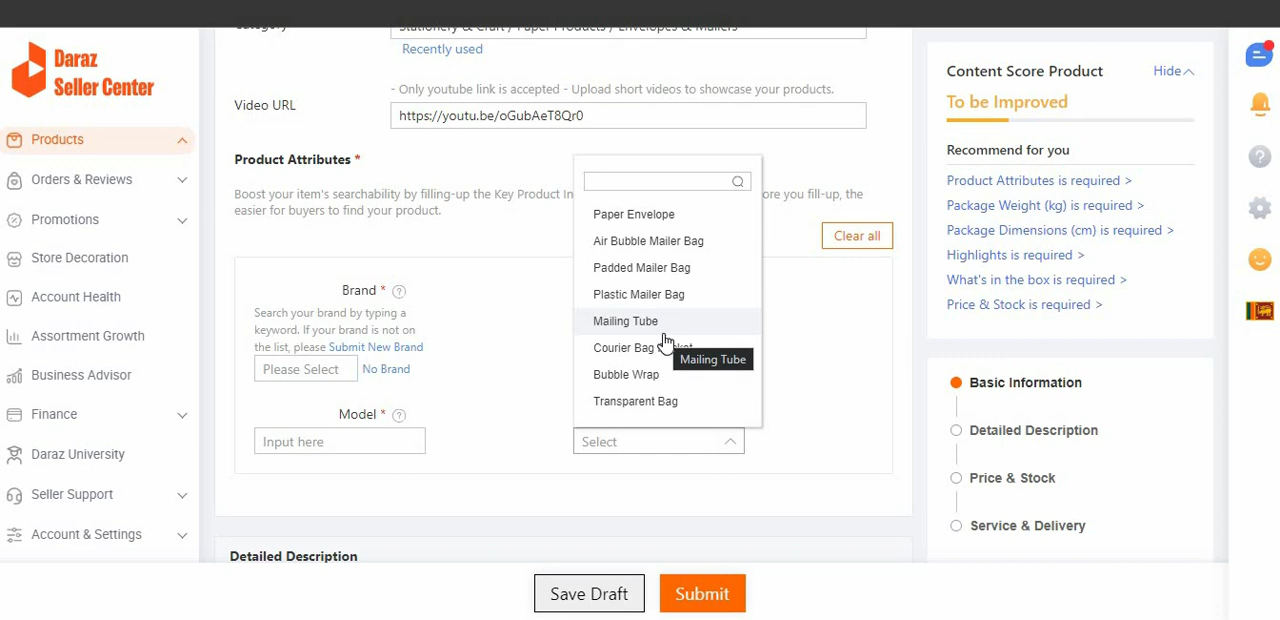 Stationery & Craft / Paper Products / Envelopes & Mailers
Recently used
Daraz
Seller Center
Products
Orders & Reviews
Promotions
Store Decoration
Account Health
Assortment Growth
Business Advisor
Finance
Daraz University
Seller Support
Account & Settings
- Only youtube link is accepted - Upload short videos to showcase your products.
Video URL
https://youtu.be/oGubAeT8Qr0
Product Attributes *
Boost your item's searchability by filling-up the Key Product In ore you fill-up, the
easier for buyers to find your product.
Clear all
Brand * ?
Search your brand by typing a
keyword. If your brand is not on
the list, please Submit New Brand
Please Select No Brand
Model * ?
Input here
Paper Envelope
Air Bubble Mailer Bag
Padded Mailer Bag
Plastic Mailer Bag
Mailing Tube
Courier Bag
Mailing Tube
Bubble Wrap
Transparent Bag
Select
Detailed Description
Save Draft
Submit
Content Score Product
Hide
To be Improved
Recommend for you
Product Attributes is required >
Package Weight (kg) is required >
Package Dimensions (cm) is required >
Highlights is required >
What's in the box is required >
Price & Stock is required >
Basic Information
Detailed Description
Price & Stock
Service & Delivery
?